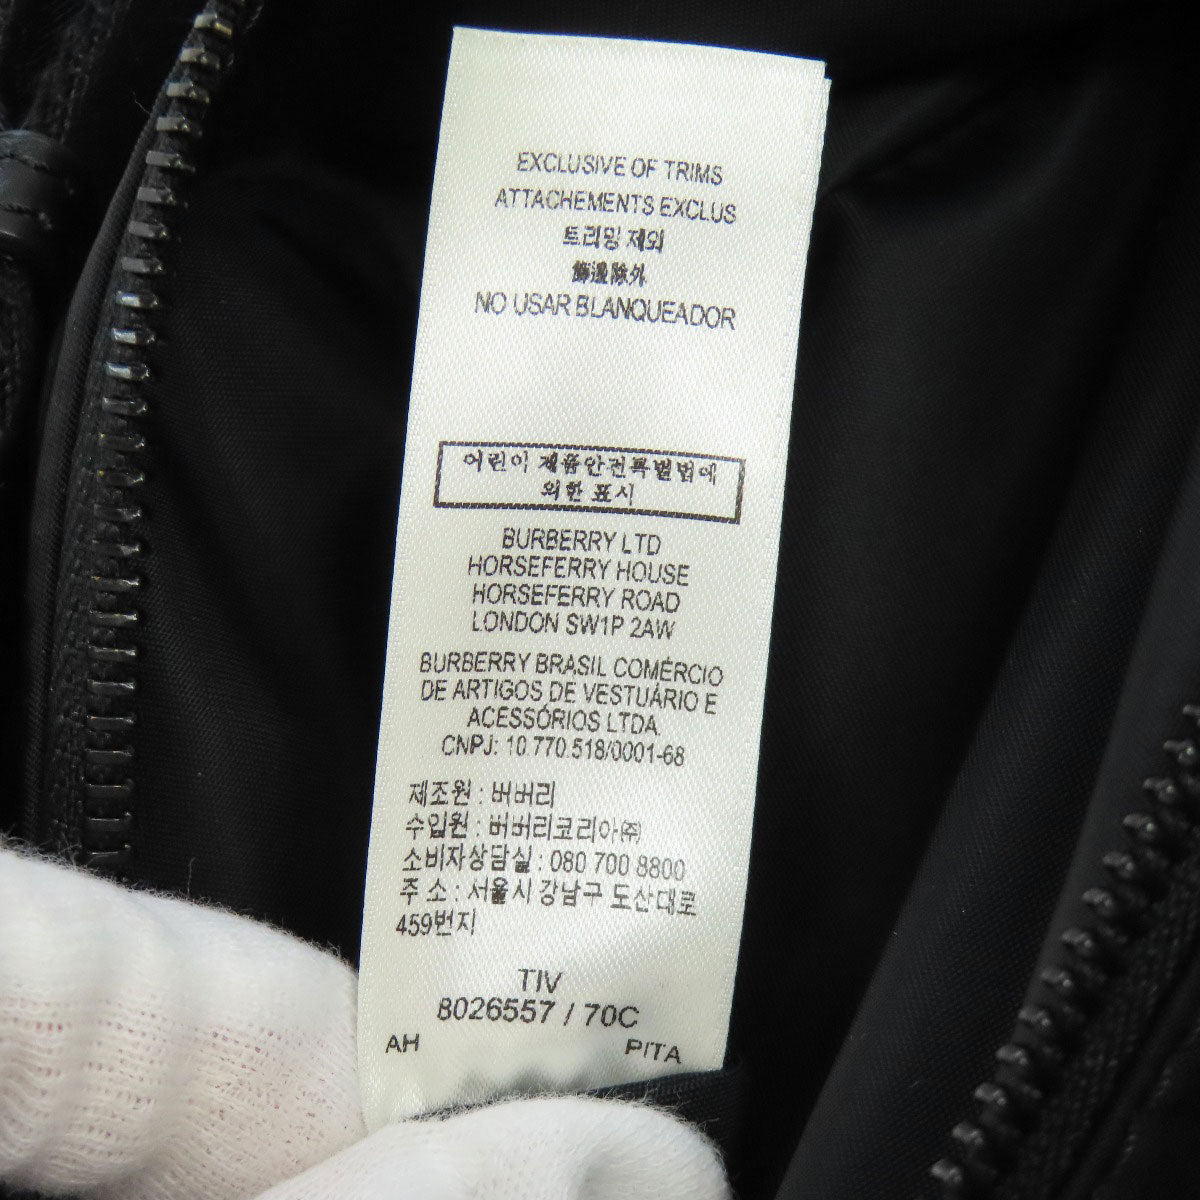 EXCLUSIVE OF TRIMS
ATTACHEMENTS EXCLUS
트리밍 제외
飾邊除外
NO USAR BLANQUEADOR
어린이 제품안전특별법에
의한 표시
BURBERRY LTD
HORSEFERRY HOUSE
HORSEFERRY ROAD
LONDON SW1P 2AW
BURBERRY BRASIL COMÉRCIO
DE ARTIGOS DE VESTUÁRIO E
ACESSÓRIOS LTDA.
CNPJ: 10.770.518/0001-68
제조원 : 버버리
수입원 : 버버리코리아㈜
소비자상담실 : 080 700 8800
주 소 : 서울시 강남구 도산대로
459번지
TIV
8026557 / 70C
AH PITA